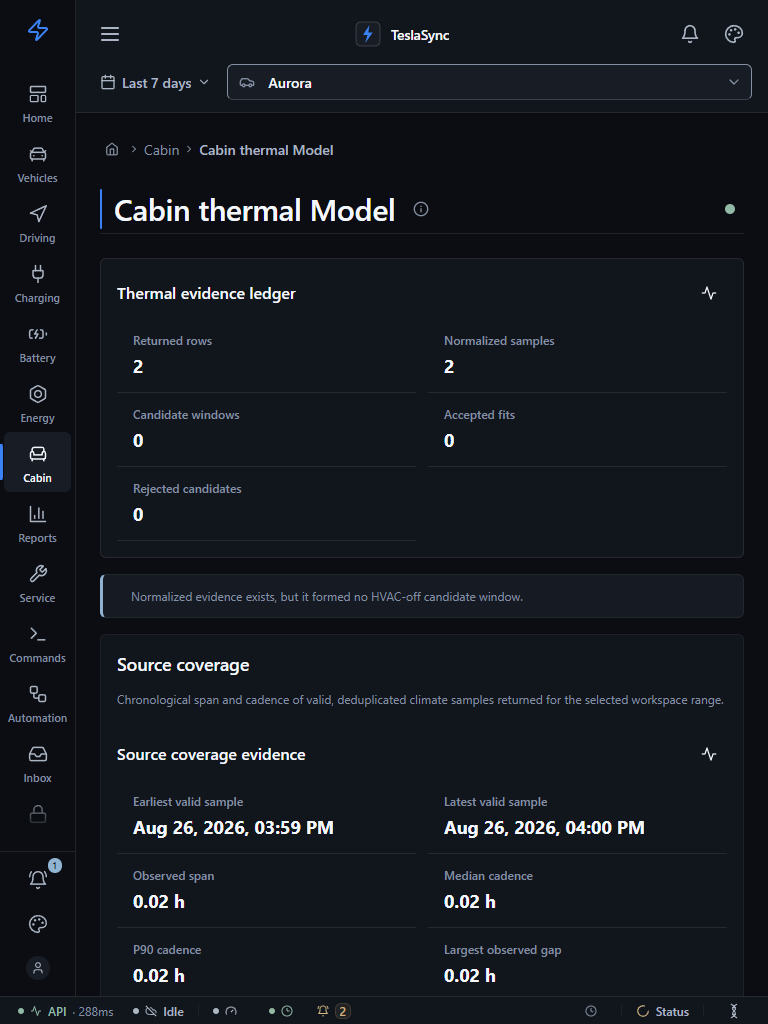 TeslaSync
Last 7 days
Aurora
Home
Vehicles
Driving
Charging
Battery
Energy
Cabin
Reports
Service
Commands
Automation
Inbox
1
Cabin
Cabin thermal Model
Cabin thermal Model
Thermal evidence ledger
Returned rows
2
Normalized samples
2
Candidate windows
0
Accepted fits
0
Rejected candidates
0
Normalized evidence exists, but it formed no HVAC-off candidate window.
Source coverage
Chronological span and cadence of valid, deduplicated climate samples returned for the selected workspace range.
Source coverage evidence
Earliest valid sample
Aug 26, 2026, 03:59 PM
Latest valid sample
Aug 26, 2026, 04:00 PM
Observed span
0.02 h
Median cadence
0.02 h
P90 cadence
0.02 h
Largest observed gap
0.02 h
API · 288ms
Idle
2
Status